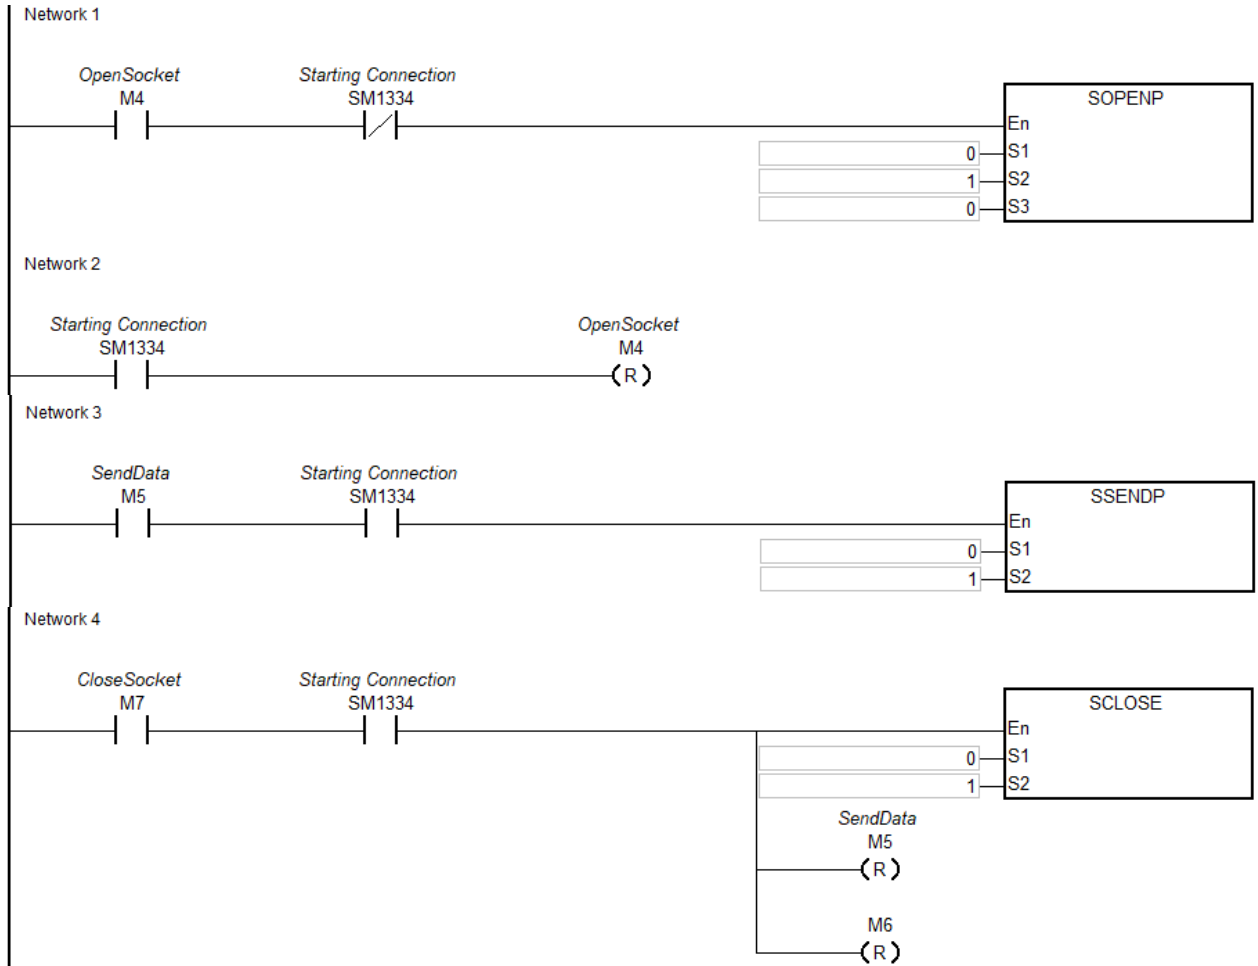 Network 1
OpenSocket Starting Connection
M4 SM1334 SOPENP
En
0 S1
1 S2
0 S3
Network 2
Starting Connection OpenSocket
SM1334 M4
R
Network 3
SendData Starting Connection
M5 SM1334 SSENDP
En
0 S1
1 S2
Network 4
CloseSocket Starting Connection
M7 SM1334 SCLOSE
En
0 S1
1 S2
SendData
M5
R
M6
R